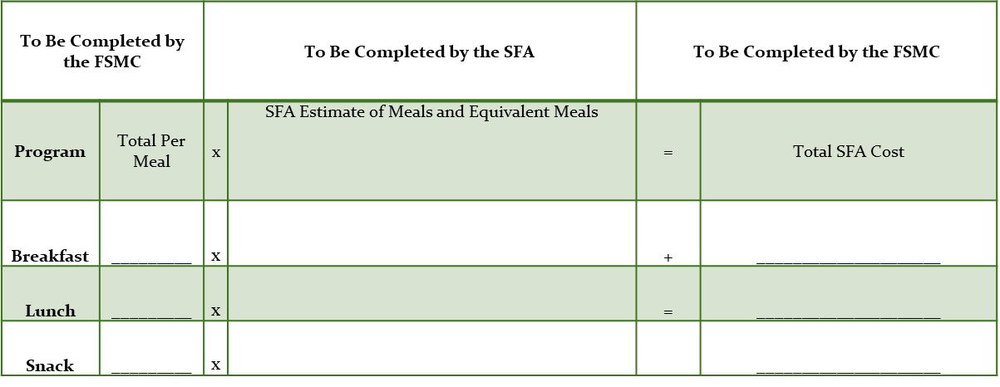 To Be Completed by
the FSMC
To Be Completed by the SFA
To Be Completed by the FSMC
Program
Total Per
Meal
x
SFA Estimate of Meals and Equivalent Meals
=
Total SFA Cost
Breakfast _________ x + ____________________
Lunch _________ x = ____________________
Snack _________ x ____________________